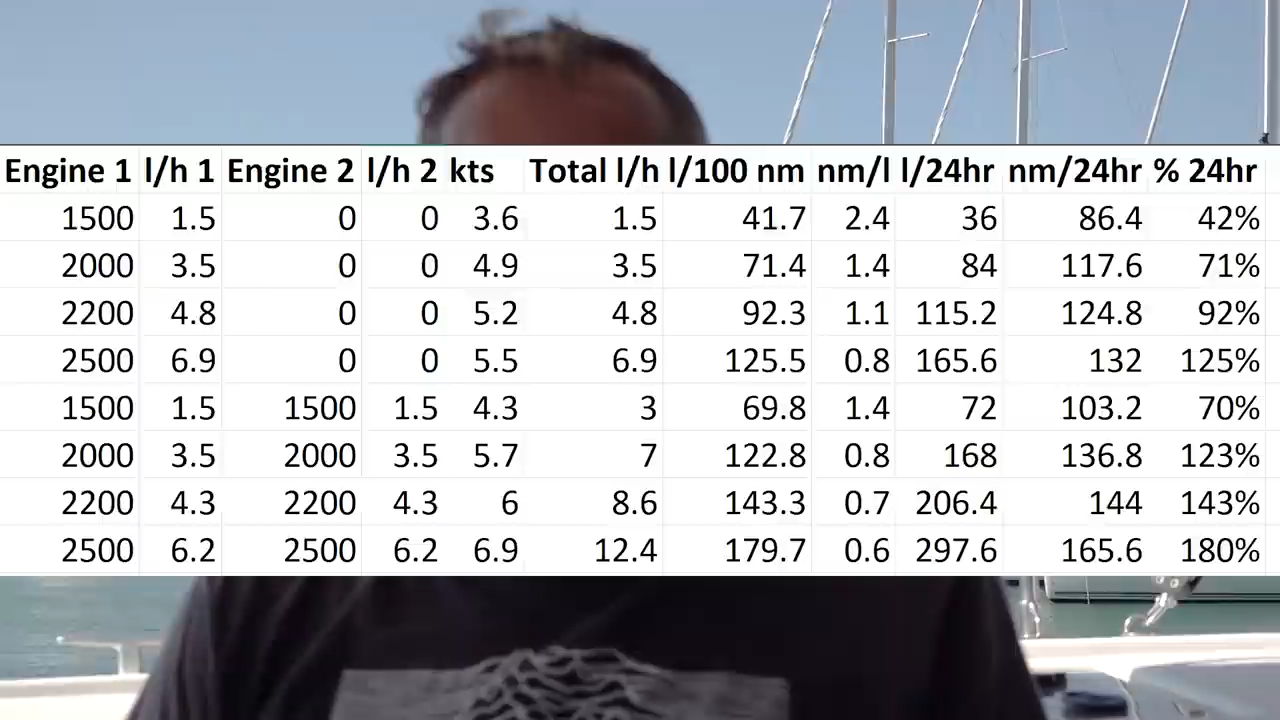 Engine 1 l/h 1 Engine 2 l/h 2 kts Total l/h l/100 nm nm/l l/24hr nm/24hr % 24hr
1500 1.5 0 0 3.6 1.5 41.7 2.4 36 86.4 42%
2000 3.5 0 0 4.9 3.5 71.4 1.4 84 117.6 71%
2200 4.8 0 0 5.2 4.8 92.3 1.1 115.2 124.8 92%
2500 6.9 0 0 5.5 6.9 125.5 0.8 165.6 132 125%
1500 1.5 1500 1.5 4.3 3 69.8 1.4 72 103.2 70%
2000 3.5 2000 3.5 5.7 7 122.8 0.8 168 136.8 123%
2200 4.3 2200 4.3 6 8.6 143.3 0.7 206.4 144 143%
2500 6.2 2500 6.2 6.9 12.4 179.7 0.6 297.6 165.6 180%